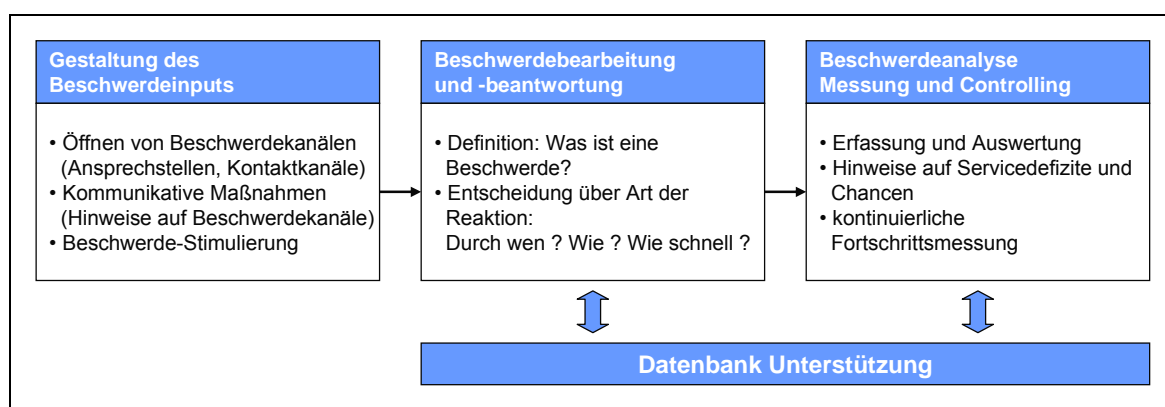 Gestaltung des
Beschwerdeinputs
• Öffnen von Beschwerdekanälen
(Ansprechstellen, Kontaktkanäle)
• Kommunikative Maßnahmen
(Hinweise auf Beschwerdekanäle)
• Beschwerde-Stimulierung
Beschwerdebearbeitung
und -beantwortung
• Definition: Was ist eine
Beschwerde?
• Entscheidung über Art der
Reaktion:
Durch wen ? Wie ? Wie schnell ?
Beschwerdeanalyse
Messung und Controlling
• Erfassung und Auswertung
• Hinweise auf Servicedefizite und
Chancen
• kontinuierliche
Fortschrittsmessung
Datenbank Unterstützung